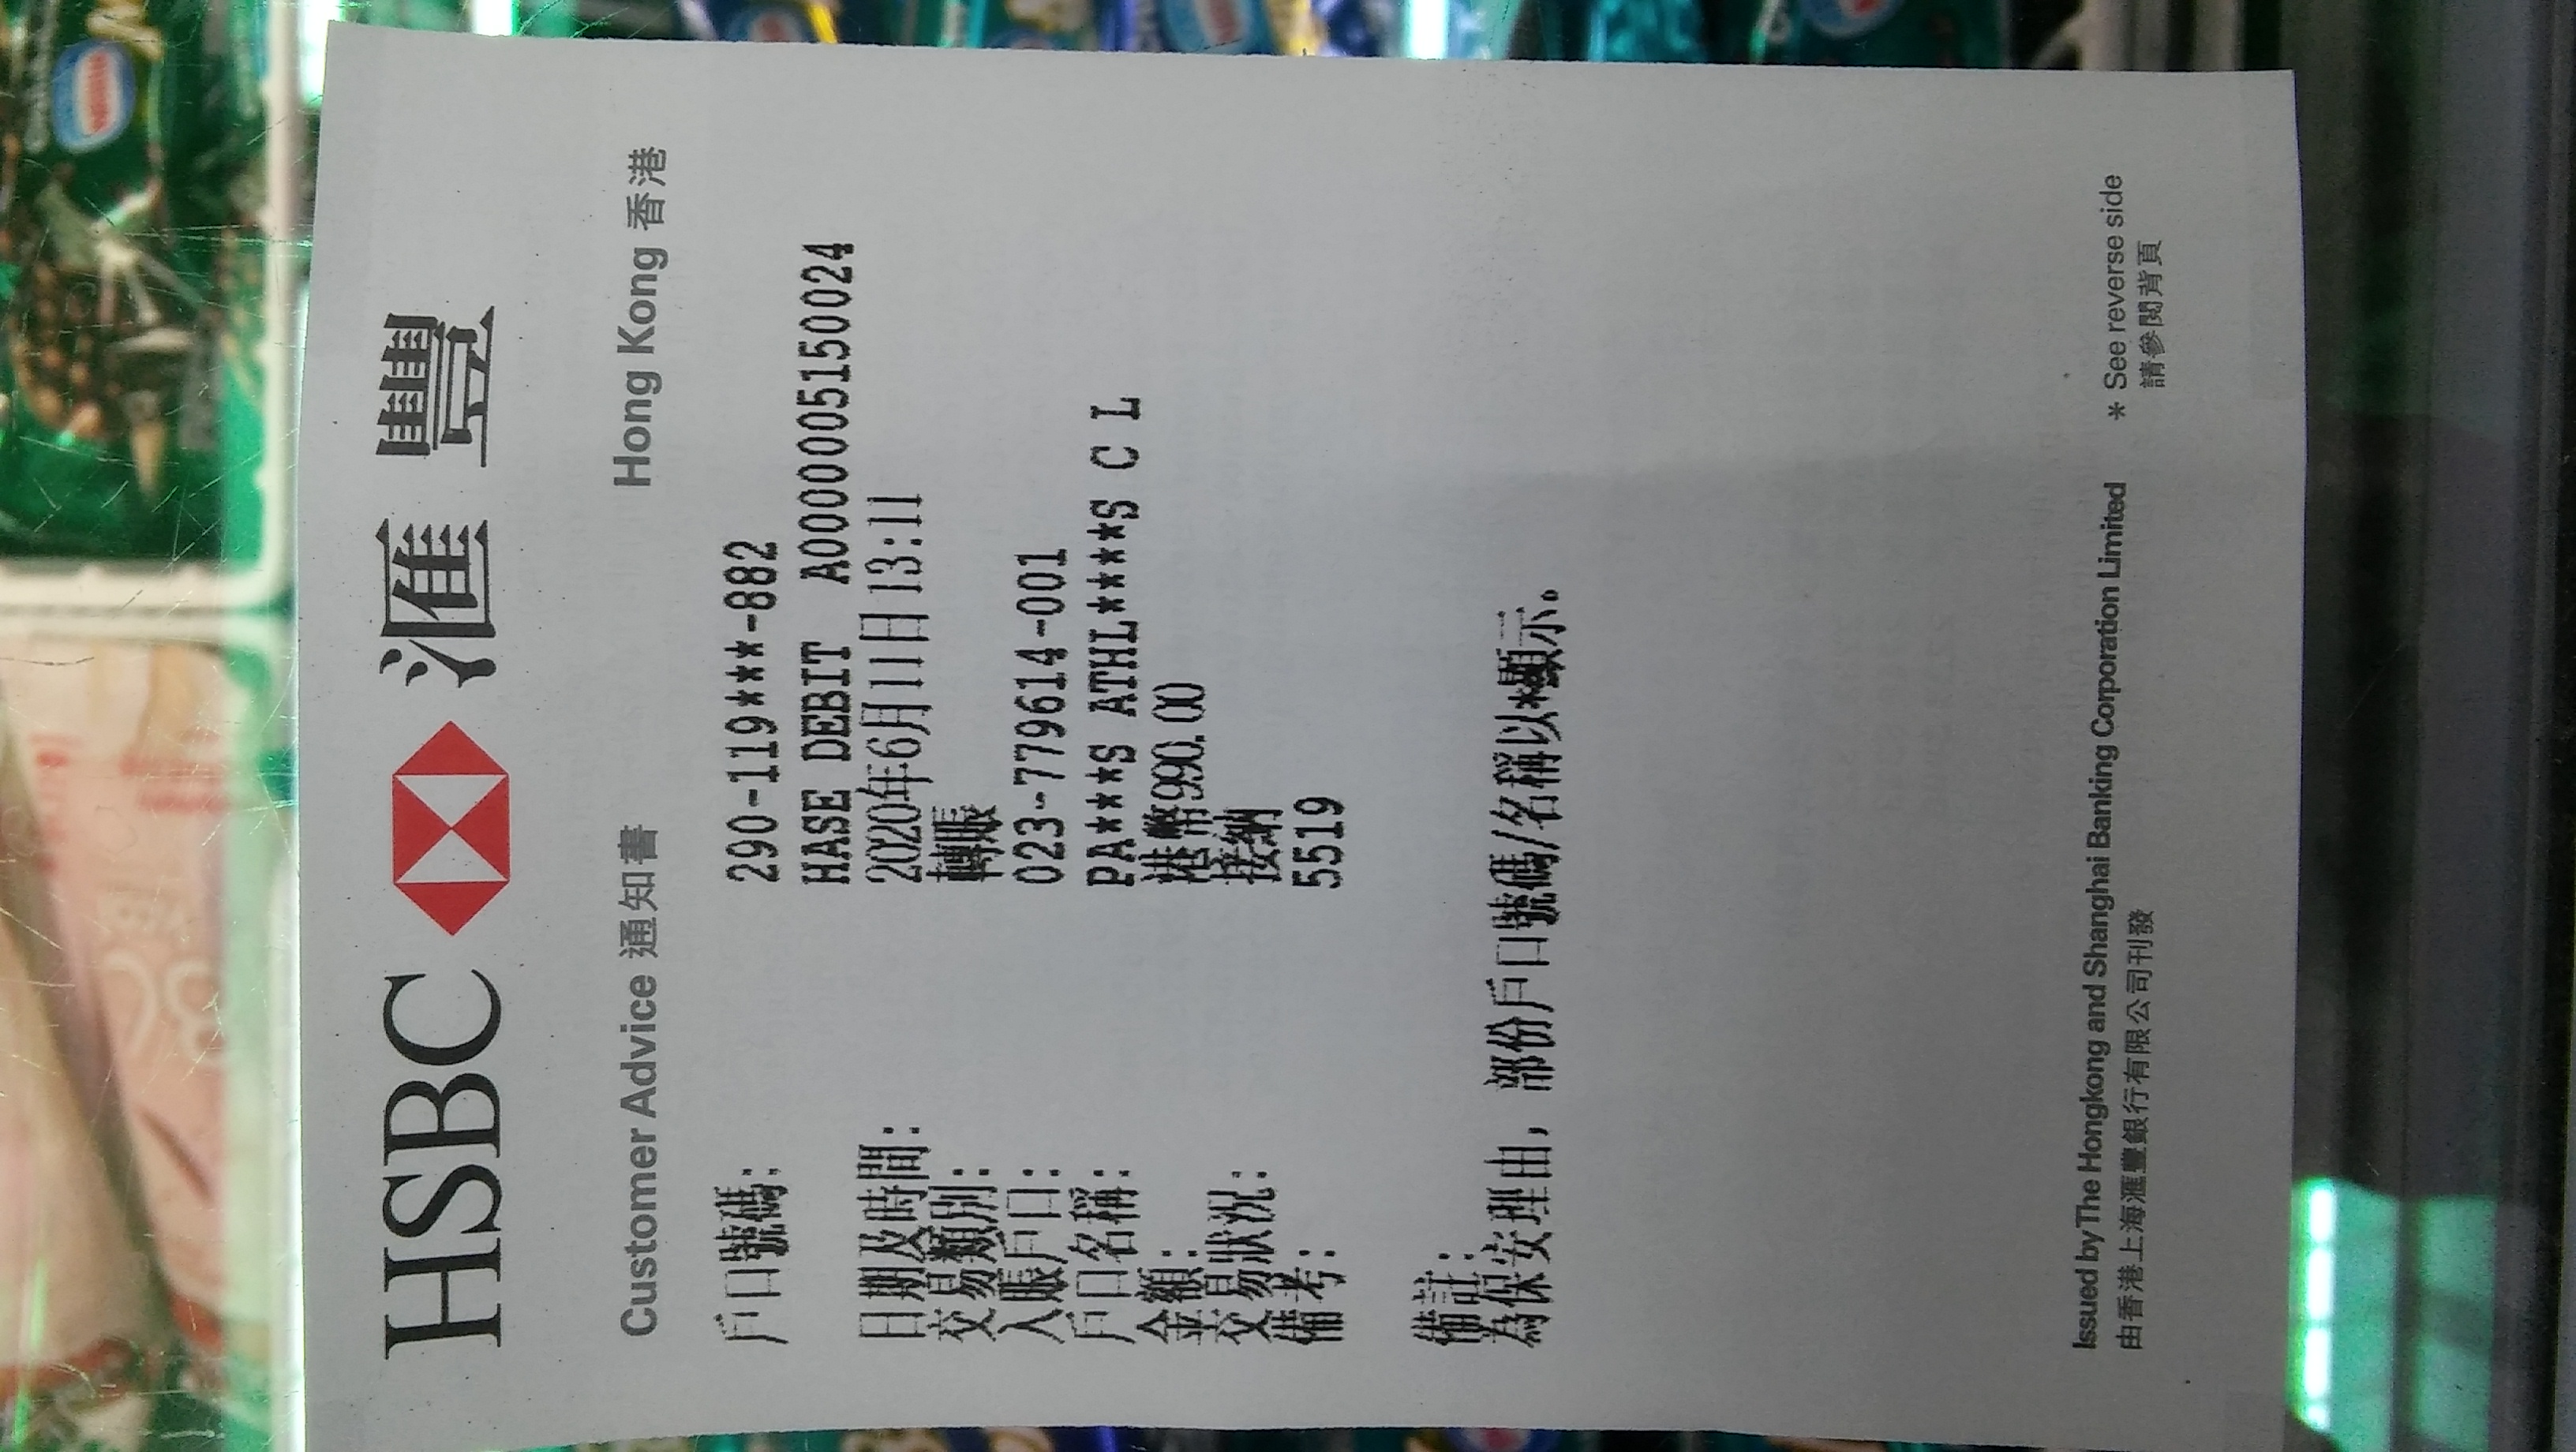 HSBC 滙豐
Customer Advice 通知書 Hong Kong 香港
戶口號碼: 290-119***-882
HASE DEBIT A000000515150024
日期及時間: 2020年6月11日 13:11
交易類別: 轉賬
入賬戶口: 023-779614-001
戶口名稱: PA****S ATHL*****S C L
金額: 港幣990.00
交易狀況: 接納
備考: 5519
備註:
為保安理由, 部份戶口號碼/名稱以*顯示。
Issued by The Hongkong and Shanghai Banking Corporation Limited * See reverse side
由香港上海滙豐銀行有限公司刊發 請參閱背頁